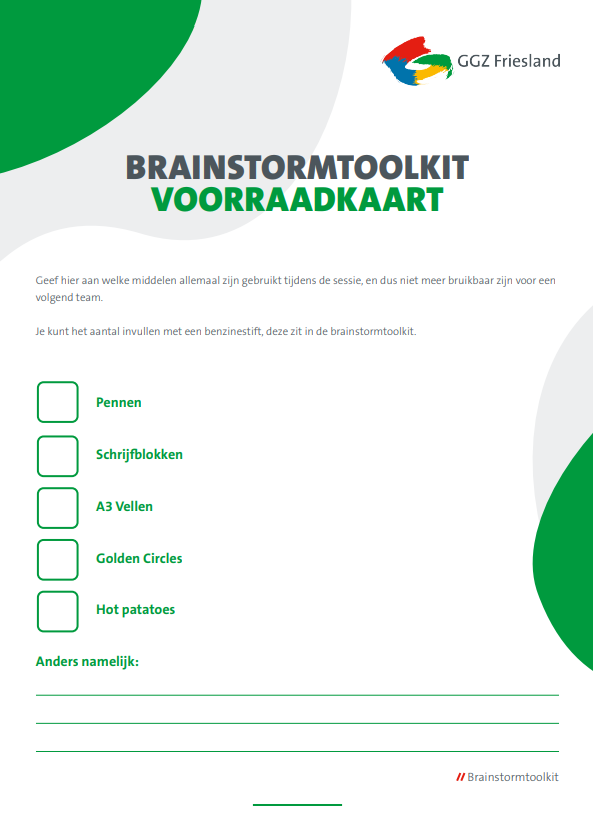 GGZ Friesland
BRAINSTORMTOOLKIT
VOORRAADKAART
Geef hier aan welke middelen allemaal zijn gebruikt tijdens de sessie, en dus niet meer bruikbaar zijn voor een
volgend team.
Je kunt het aantal invullen met een benzinestift, deze zit in de brainstormtoolkit.
Pennen
Schrijfblokken
A3 Vellen
Golden Circles
Hot patatoes
Anders namelijk:
// Brainstormtoolkit